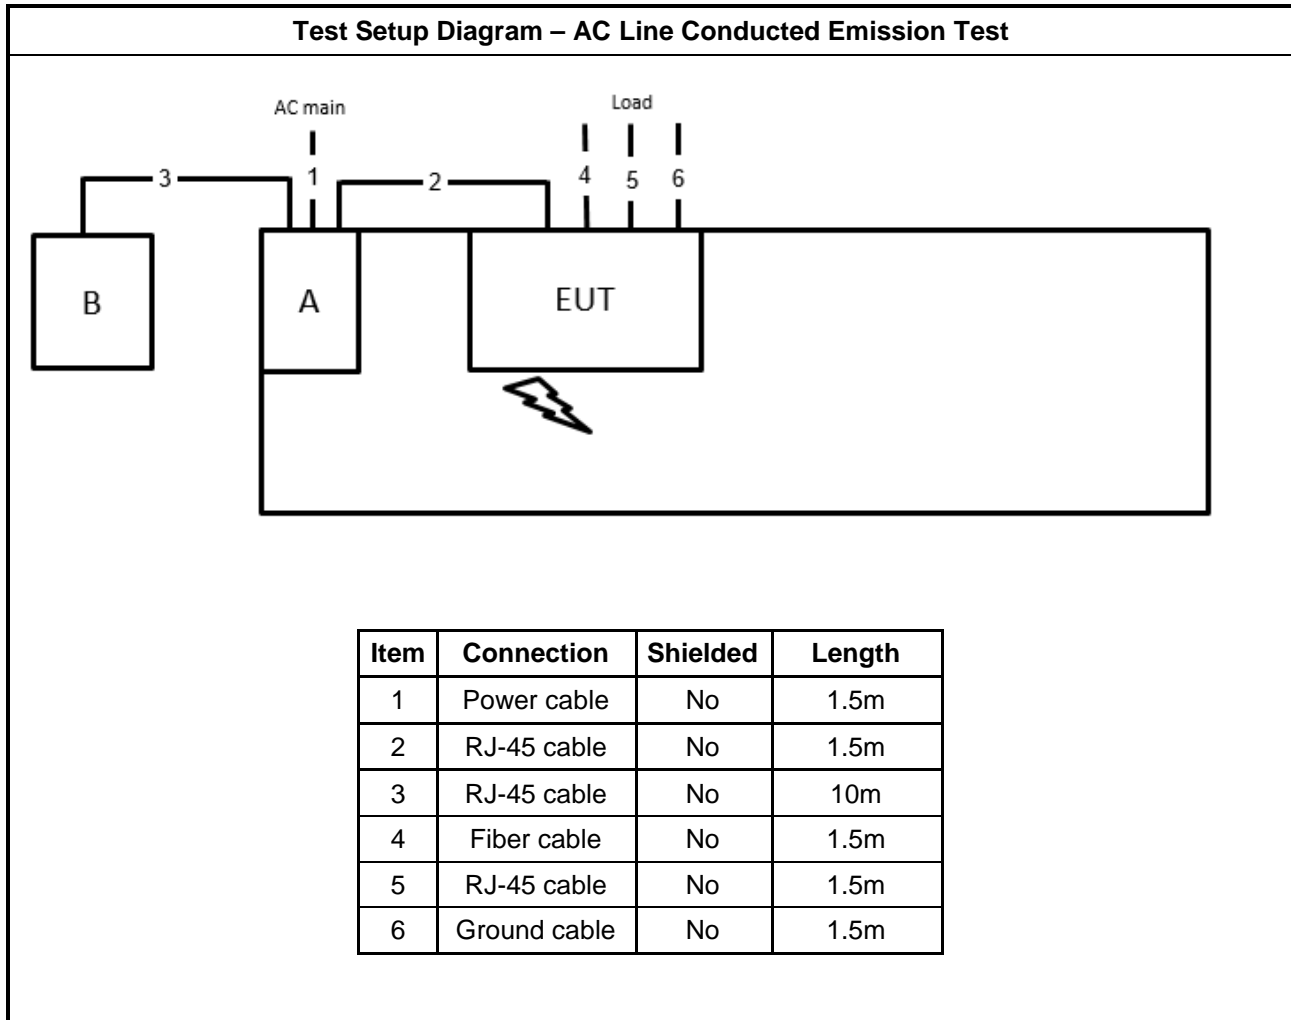 Test Setup Diagram – AC Line Conducted Emission Test
AC main
Load
3
1
2
4
5
6
B
A
EUT
Item Connection Shielded Length
1 Power cable No 1.5m
2 RJ-45 cable No 1.5m
3 RJ-45 cable No 10m
4 Fiber cable No 1.5m
5 RJ-45 cable No 1.5m
6 Ground cable No 1.5m